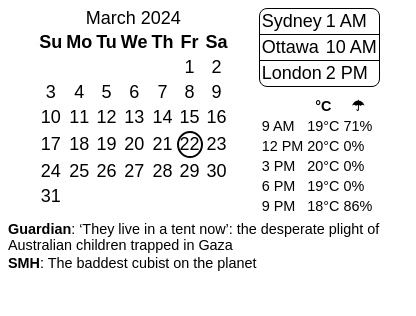 March 2024
Su Mo Tu We Th Fr Sa
1 2
3 4 5 6 7 8 9
10 11 12 13 14 15 16
17 18 19 20 21 22 23
24 25 26 27 28 29 30
31
Sydney 1 AM
Ottawa 10 AM
London 2 PM
°C ☂
9 AM 19°C 71%
12 PM 20°C 0%
3 PM 20°C 0%
6 PM 19°C 0%
9 PM 18°C 86%
Guardian: ‘They live in a tent now’: the desperate plight of
Australian children trapped in Gaza
SMH: The baddest cubist on the planet